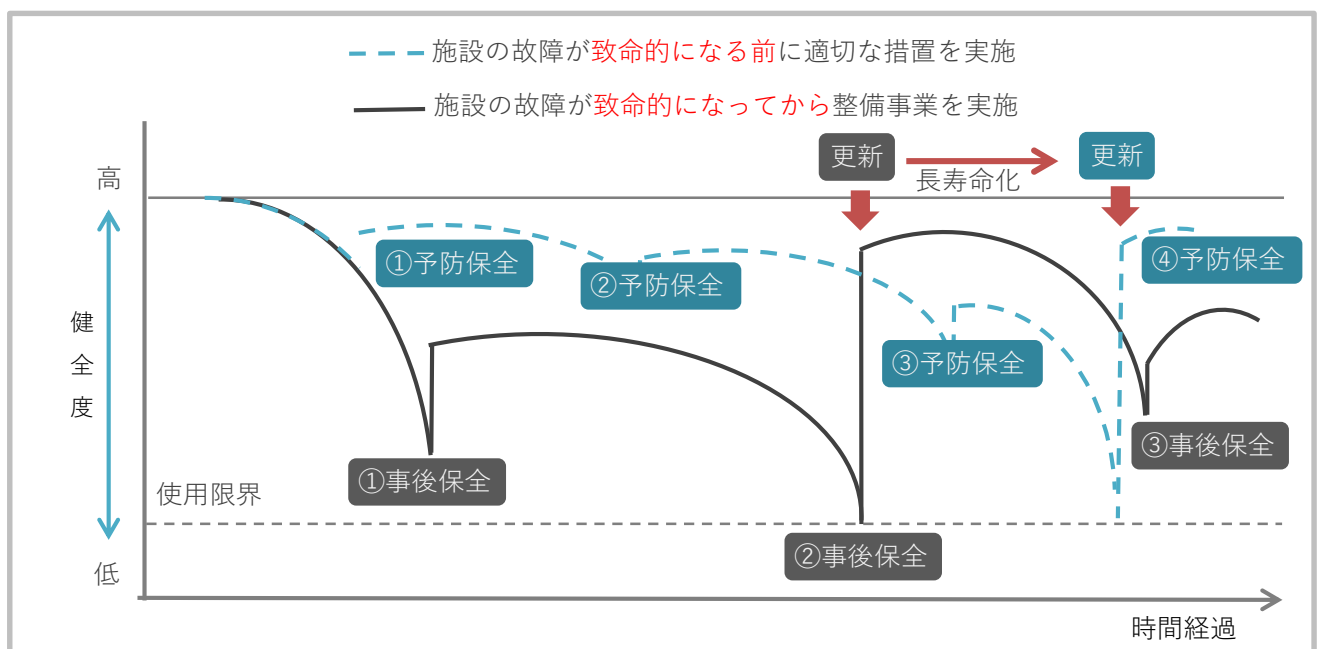 施設の故障が致命的になる前に適切な措置を実施
施設の故障が致命的になってから整備事業を実施
更新
長寿命化
更新
高
①予防保全
②予防保全
④予防保全
健全度
③予防保全
①事後保全
③事後保全
使用限界
②事後保全
低
時間経過